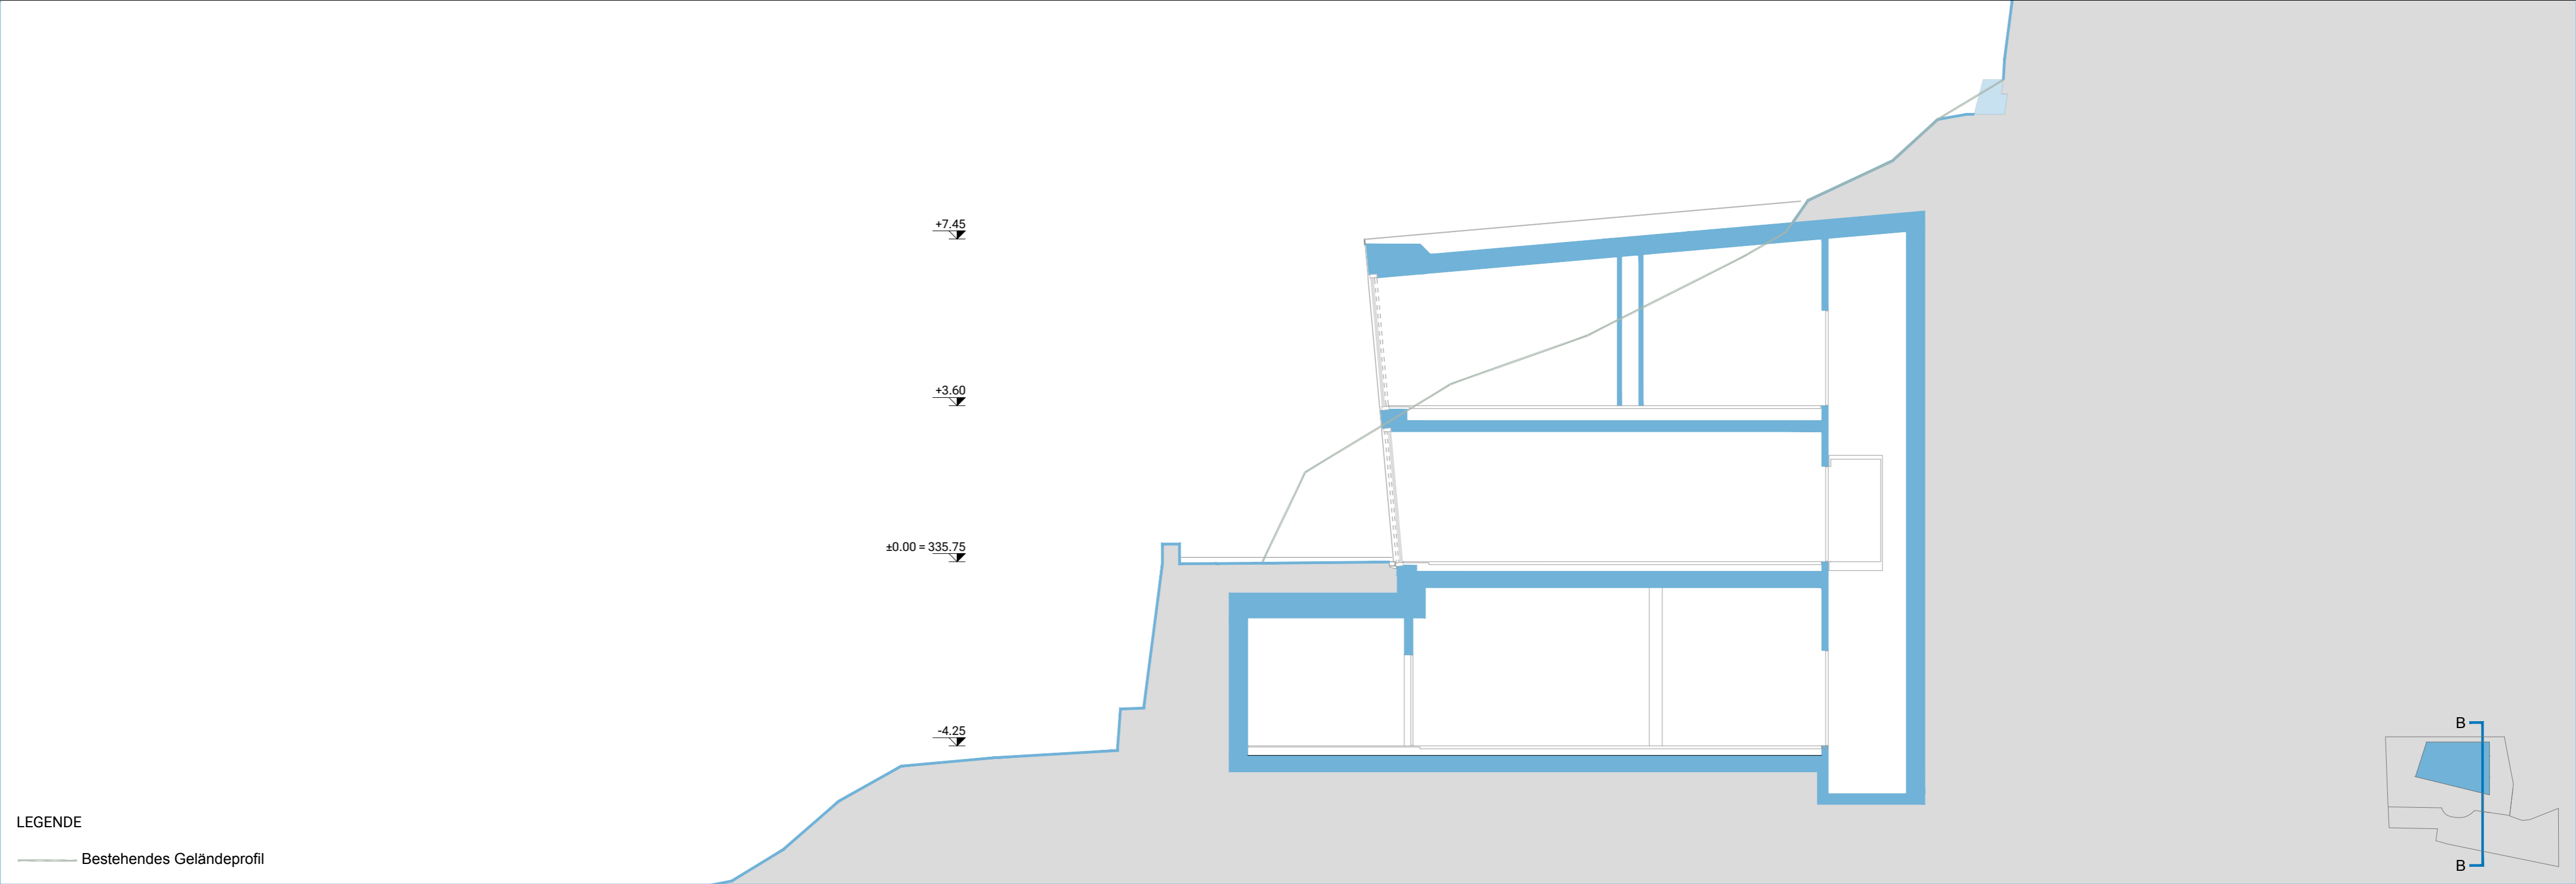 +7.45
+3.60
±0.00 = 335.75
-4.25
LEGENDE
Bestehendes Geländeprofil
B
B